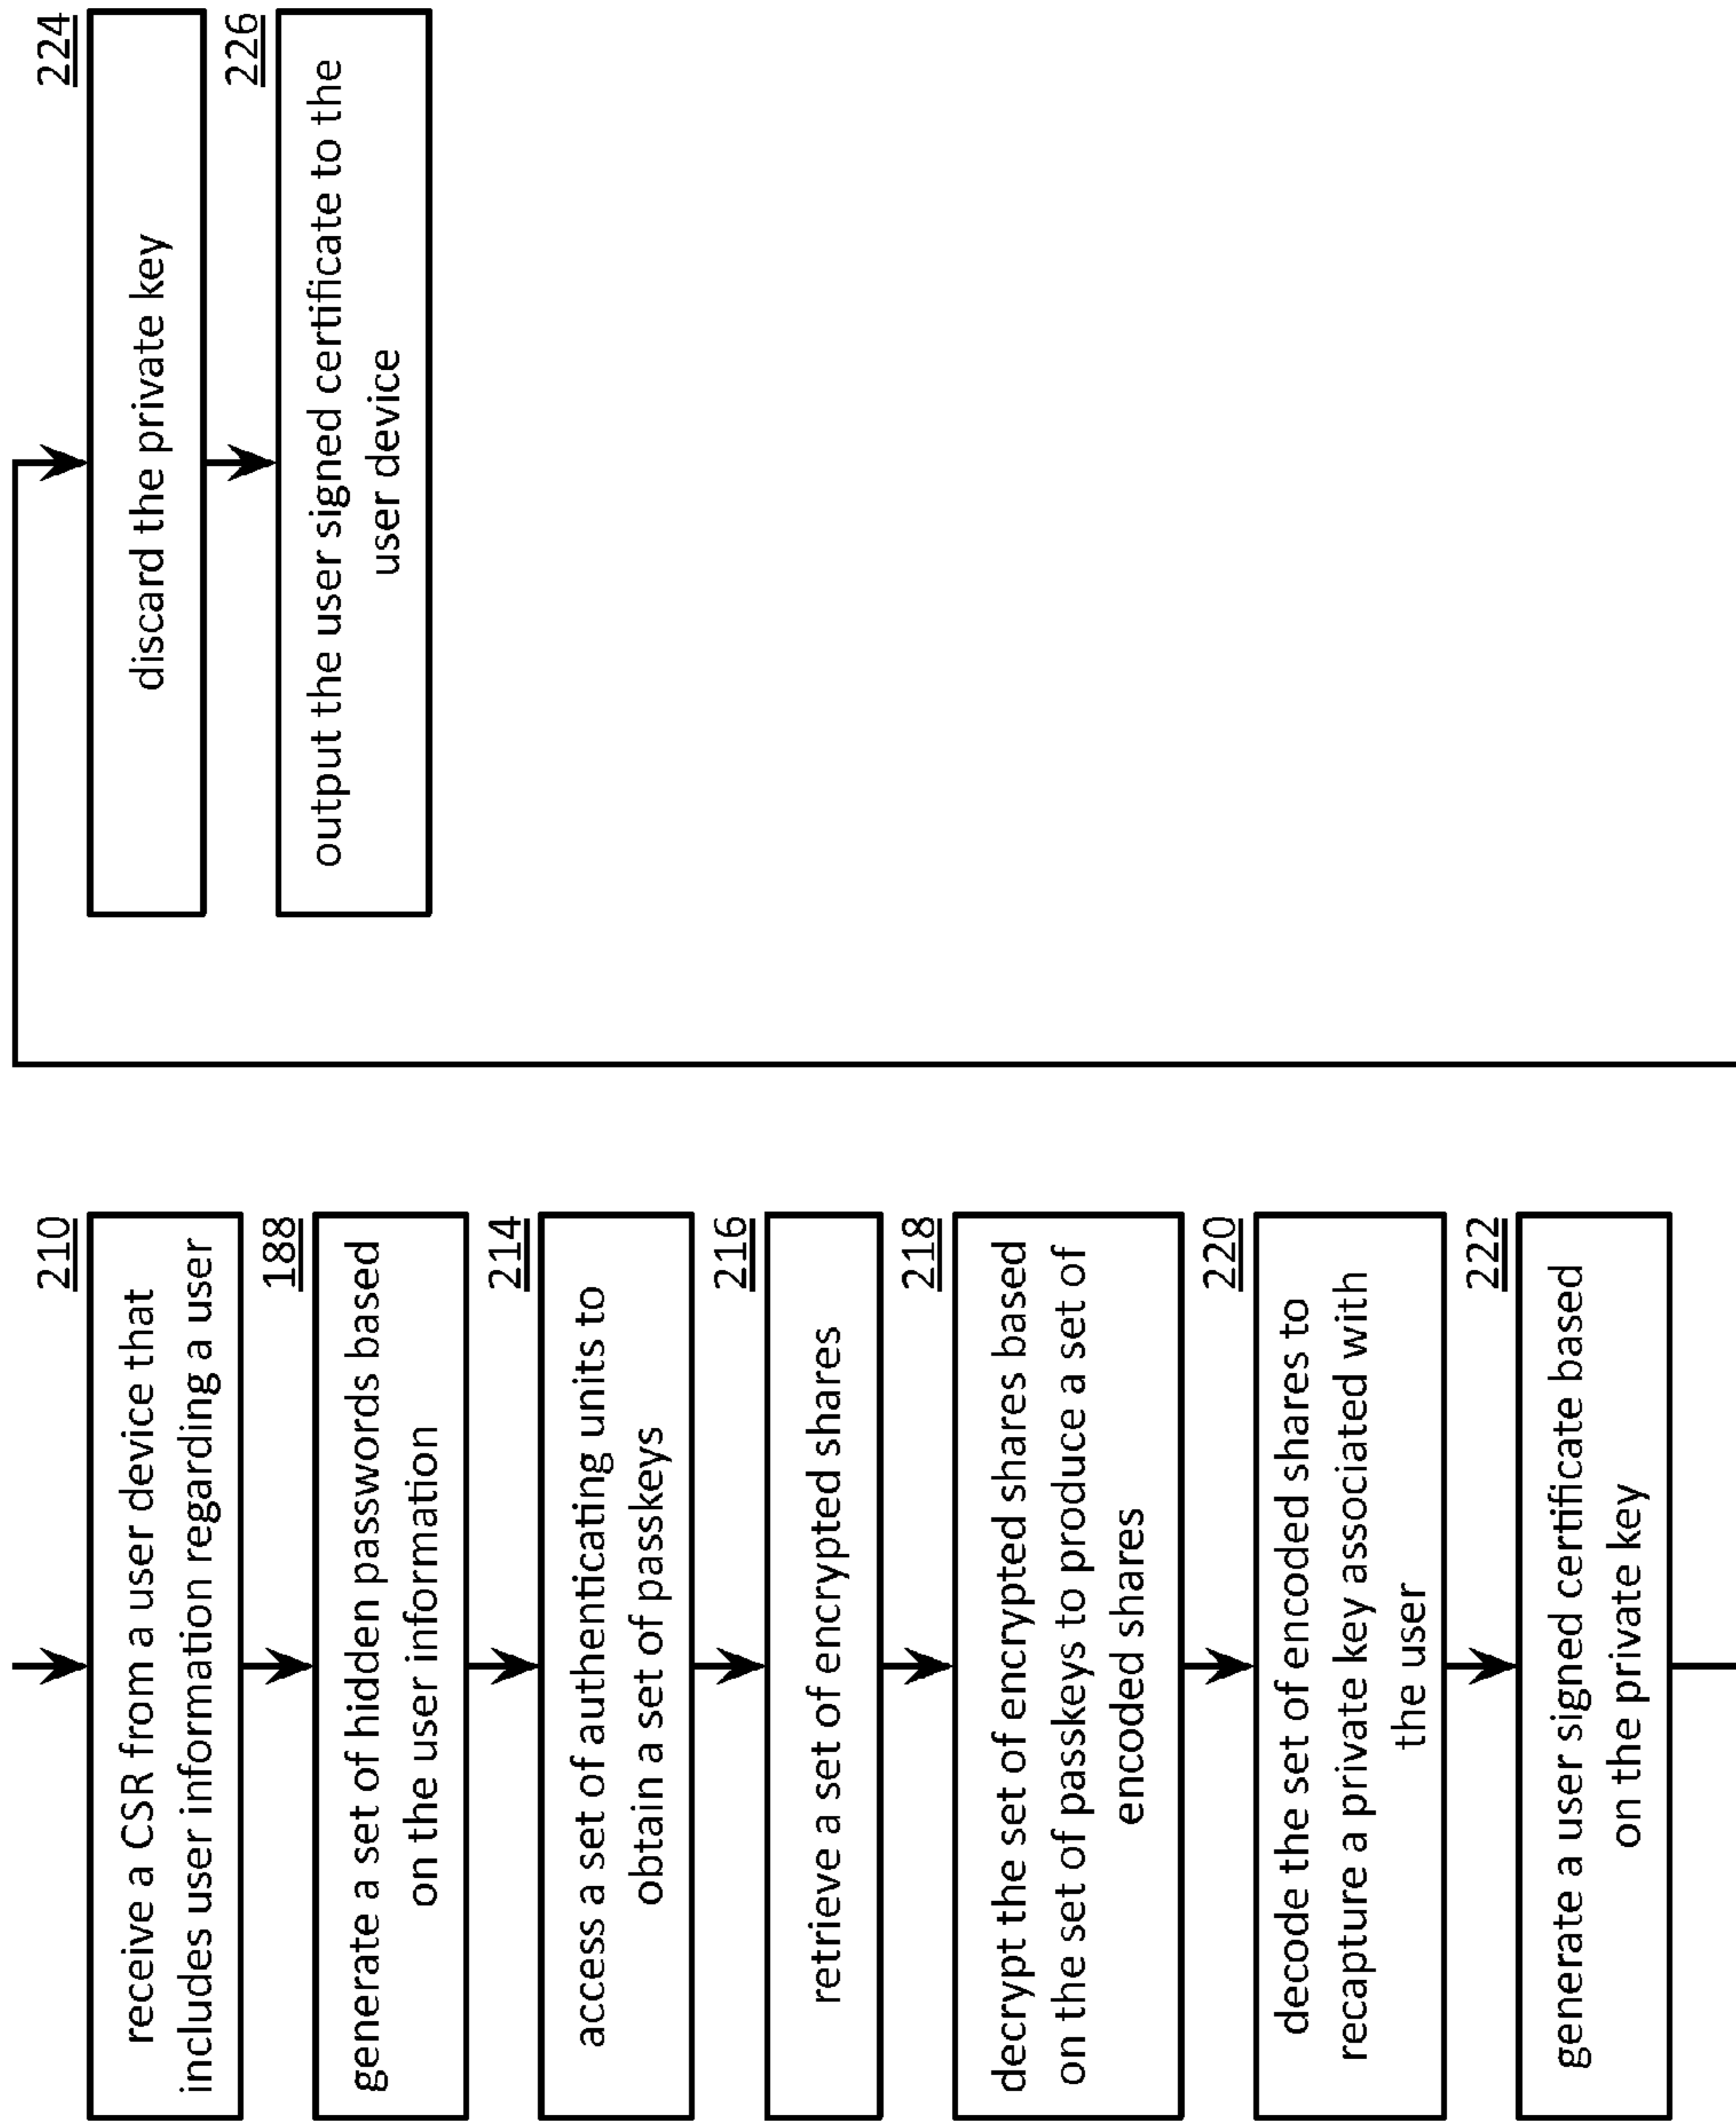 210
receive a CSR from a user device that
includes user information regarding a user
188
generate a set of hidden passwords based
on the user information
214
access a set of authenticating units to
obtain a set of passkeys
216
retrieve a set of encrypted shares
218
decrypt the set of encrypted shares based
on the set of passkeys to produce a set of
encoded shares
220
decode the set of encoded shares to
recapture a private key associated with
the user
222
generate a user signed certificate based
on the private key
224
discard the private key
226
output the user signed certificate to the
user device